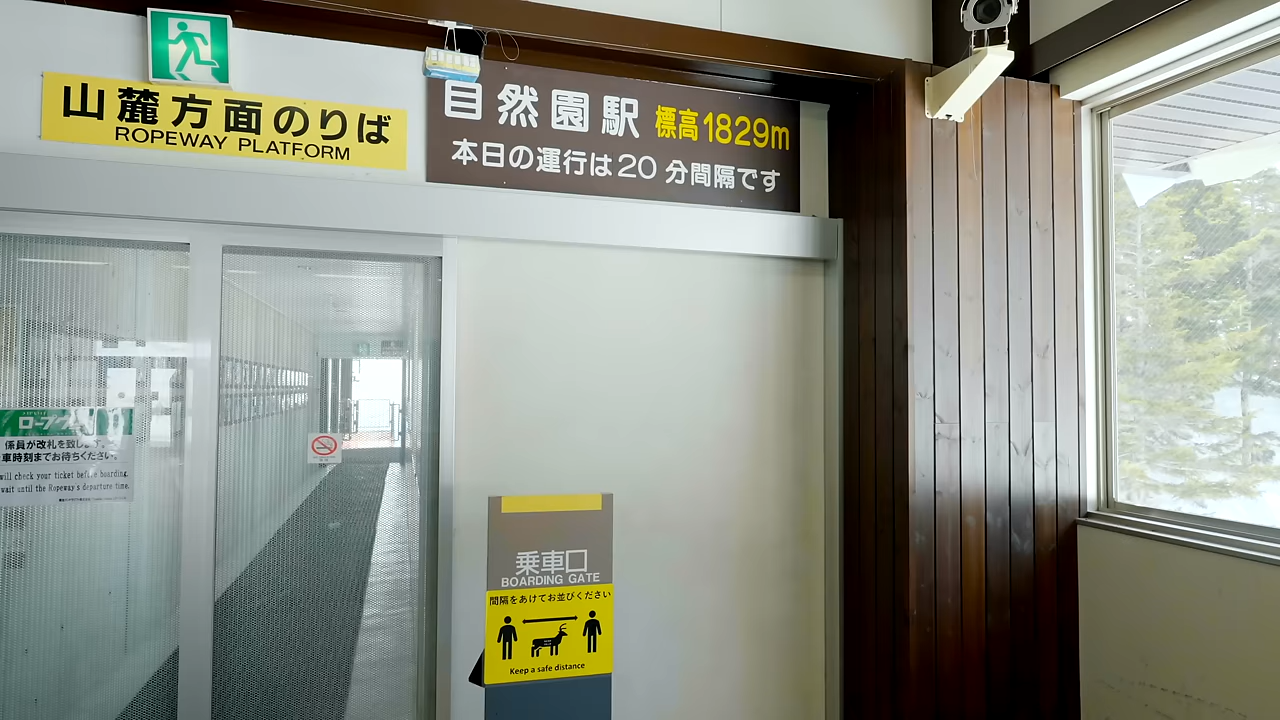 山麓方面のりば
ROPEWAY PLATFORM
自然園駅 標高1829m
本日の運行は20分間隔です
ロープウェイ
係員が改札を致します。
車時刻までお待ちください。
will check your ticket before boarding.
wait until the Ropeway's departure time.
乗車口
BOARDING GATE
間隔をあけてお並びください
Keep a safe distance